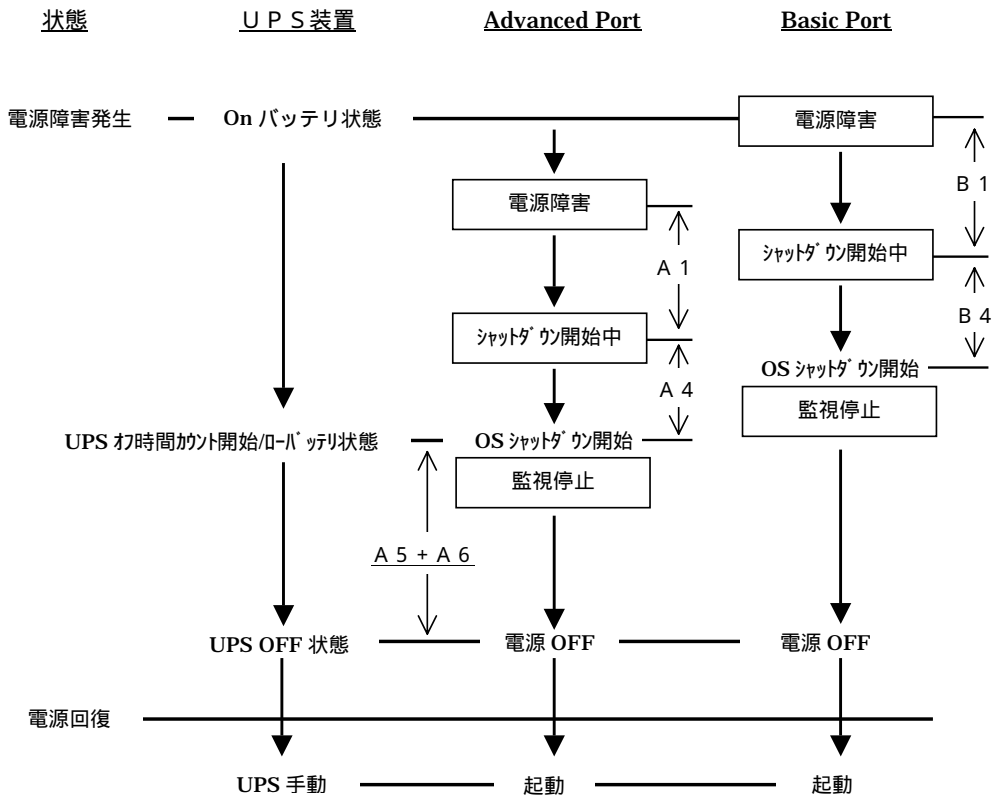 状態 ＵＰＳ装置 Advanced Port Basic Port
電源障害発生 On バッテリ状態 電源障害
Ｂ１
電源障害
Ａ１
ｼｬｯﾄﾀﾞｳﾝ開始中
Ｂ４
ｼｬｯﾄﾀﾞｳﾝ開始中
OS ｼｬｯﾄﾀﾞｳﾝ開始
Ａ４
監視停止
UPS ｵﾌ時間ｶｳﾝﾄ開始/ﾛｰﾊﾞｯﾃﾘ状態 OS ｼｬｯﾄﾀﾞｳﾝ開始
監視停止
Ａ５＋Ａ６
UPS OFF 状態 電源 OFF 電源 OFF
電源回復
UPS 手動 起動 起動